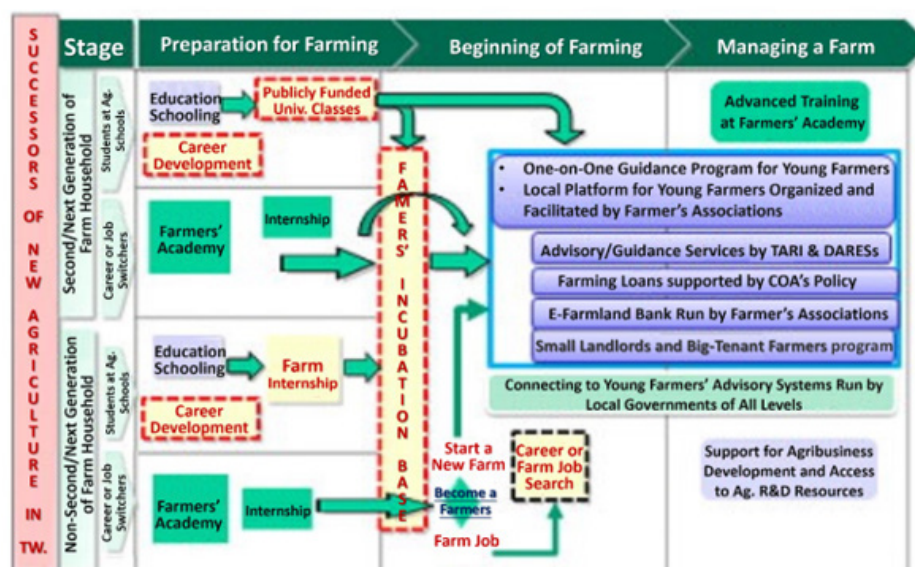 SUCCESSORS OF NEW AGRICULTURE IN TW.
Stage
Preparation for Farming
Beginning of Farming
Managing a Farm
Second/Next Generation of
Farm Household
Students at Ag.
Schools
Education
Schooling
Publicly Funded
Univ. Classes
Career
Development
Career or Job
Switchers
Farmers'
Academy
Internship
Non-Second/Next Generation
of Farm Household
Students at Ag.
Schools
Education
Schooling
Farm
Internship
Career
Development
Career or Job
Switchers
Farmers'
Academy
Internship
FAMERS' INCUBATION BASE
Start a
New Farm
Become a
Farmers
Farm Job
Career or
Farm Job
Search
Advanced Training
at Farmers' Academy
• One-on-One Guidance Program for Young Farmers
• Local Platform for Young Farmers Organized and
Facilitated by Farmer's Associations
Advisory/Guidance Services by TARI & DARESs
Farming Loans supported by COA's Policy
E-Farmland Bank Run by Farmer's Associations
Small Landlords and Big-Tenant Farmers program
Connecting to Young Farmers' Advisory Systems Run by
Local Governments of All Levels
Support for Agribusiness
Development and Access
to Ag. R&D Resources